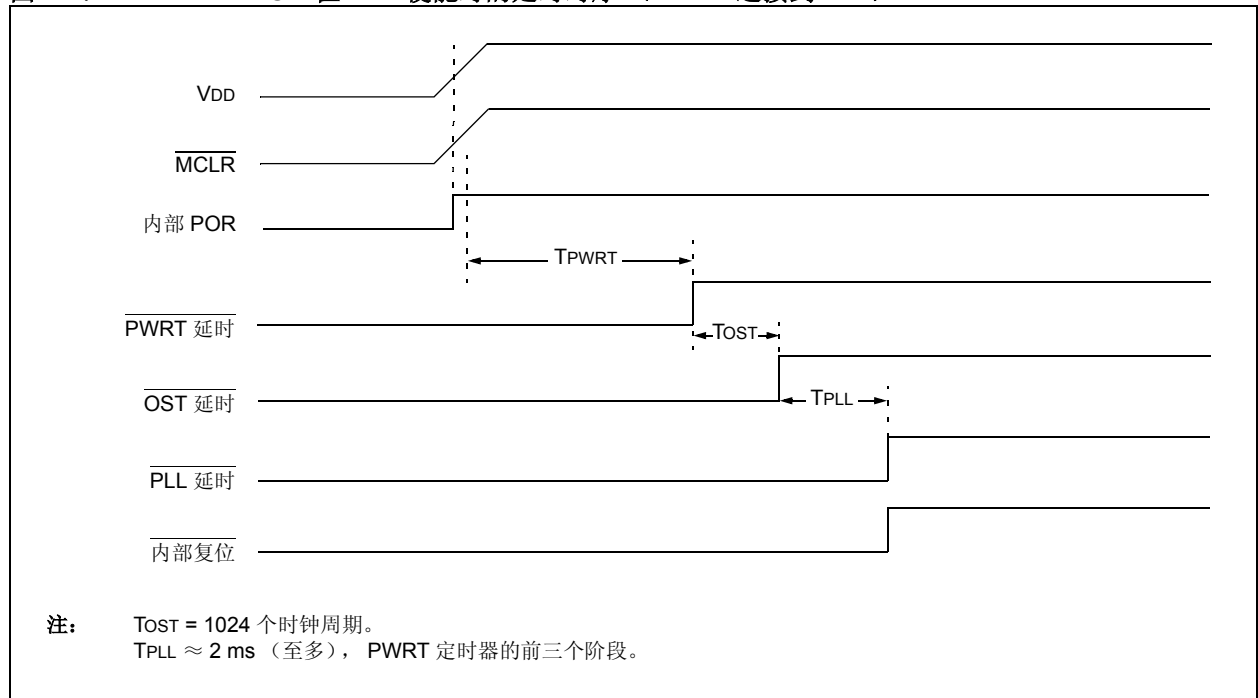 VDD
MCLR
内部 POR
TPWRT
PWRT 延时
TOST
OST 延时
TPLL
PLL 延时
内部复位
注: TOST = 1024 个时钟周期。
TPLL ≈ 2 ms （至多）， PWRT 定时器的前三个阶段。